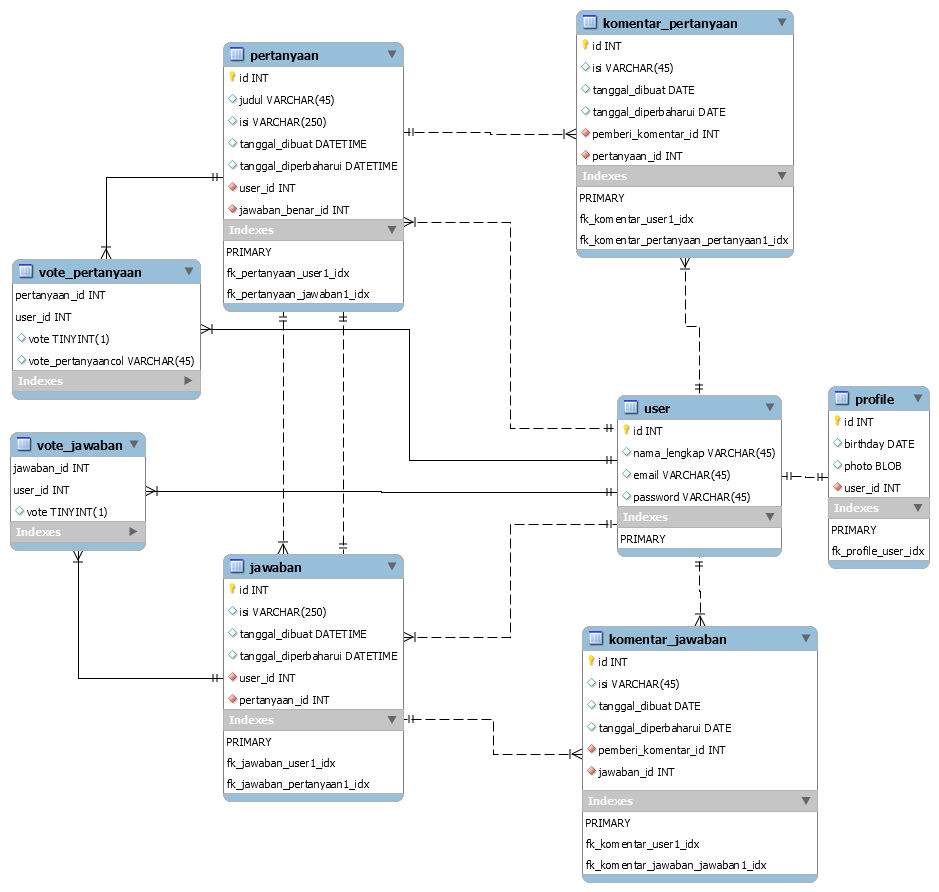 pertanyaan
id INT
judul VARCHAR(45)
isi VARCHAR(250)
tanggal_dibuat DATETIME
tanggal_diperbaharui DATETIME
user_id INT
jawaban_benar_id INT
Indexes
PRIMARY
fk_pertanyaan_user1_idx
fk_pertanyaan_jawaban1_idx
komentar_pertanyaan
id INT
isi VARCHAR(45)
tanggal_dibuat DATE
tanggal_diperbaharui DATE
pemberi_komentar_id INT
pertanyaan_id INT
Indexes
PRIMARY
fk_komentar_user1_idx
fk_komentar_pertanyaan_pertanyaan1_idx
vote_pertanyaan
pertanyaan_id INT
user_id INT
vote TINYINT(1)
vote_pertanyaancol VARCHAR(45)
Indexes
user
id INT
nama_lengkap VARCHAR(45)
email VARCHAR(45)
password VARCHAR(45)
Indexes
PRIMARY
profile
id INT
birthday DATE
photo BLOB
user_id INT
Indexes
PRIMARY
fk_profile_user_idx
vote_jawaban
jawaban_id INT
user_id INT
vote TINYINT(1)
Indexes
jawaban
id INT
isi VARCHAR(250)
tanggal_dibuat DATETIME
tanggal_diperbaharui DATETIME
user_id INT
pertanyaan_id INT
Indexes
PRIMARY
fk_jawaban_user1_idx
fk_jawaban_pertanyaan1_idx
komentar_jawaban
id INT
isi VARCHAR(45)
tanggal_dibuat DATE
tanggal_diperbaharui DATE
pemberi_komentar_id INT
jawaban_id INT
Indexes
PRIMARY
fk_komentar_user1_idx
fk_komentar_jawaban_jawaban1_idx